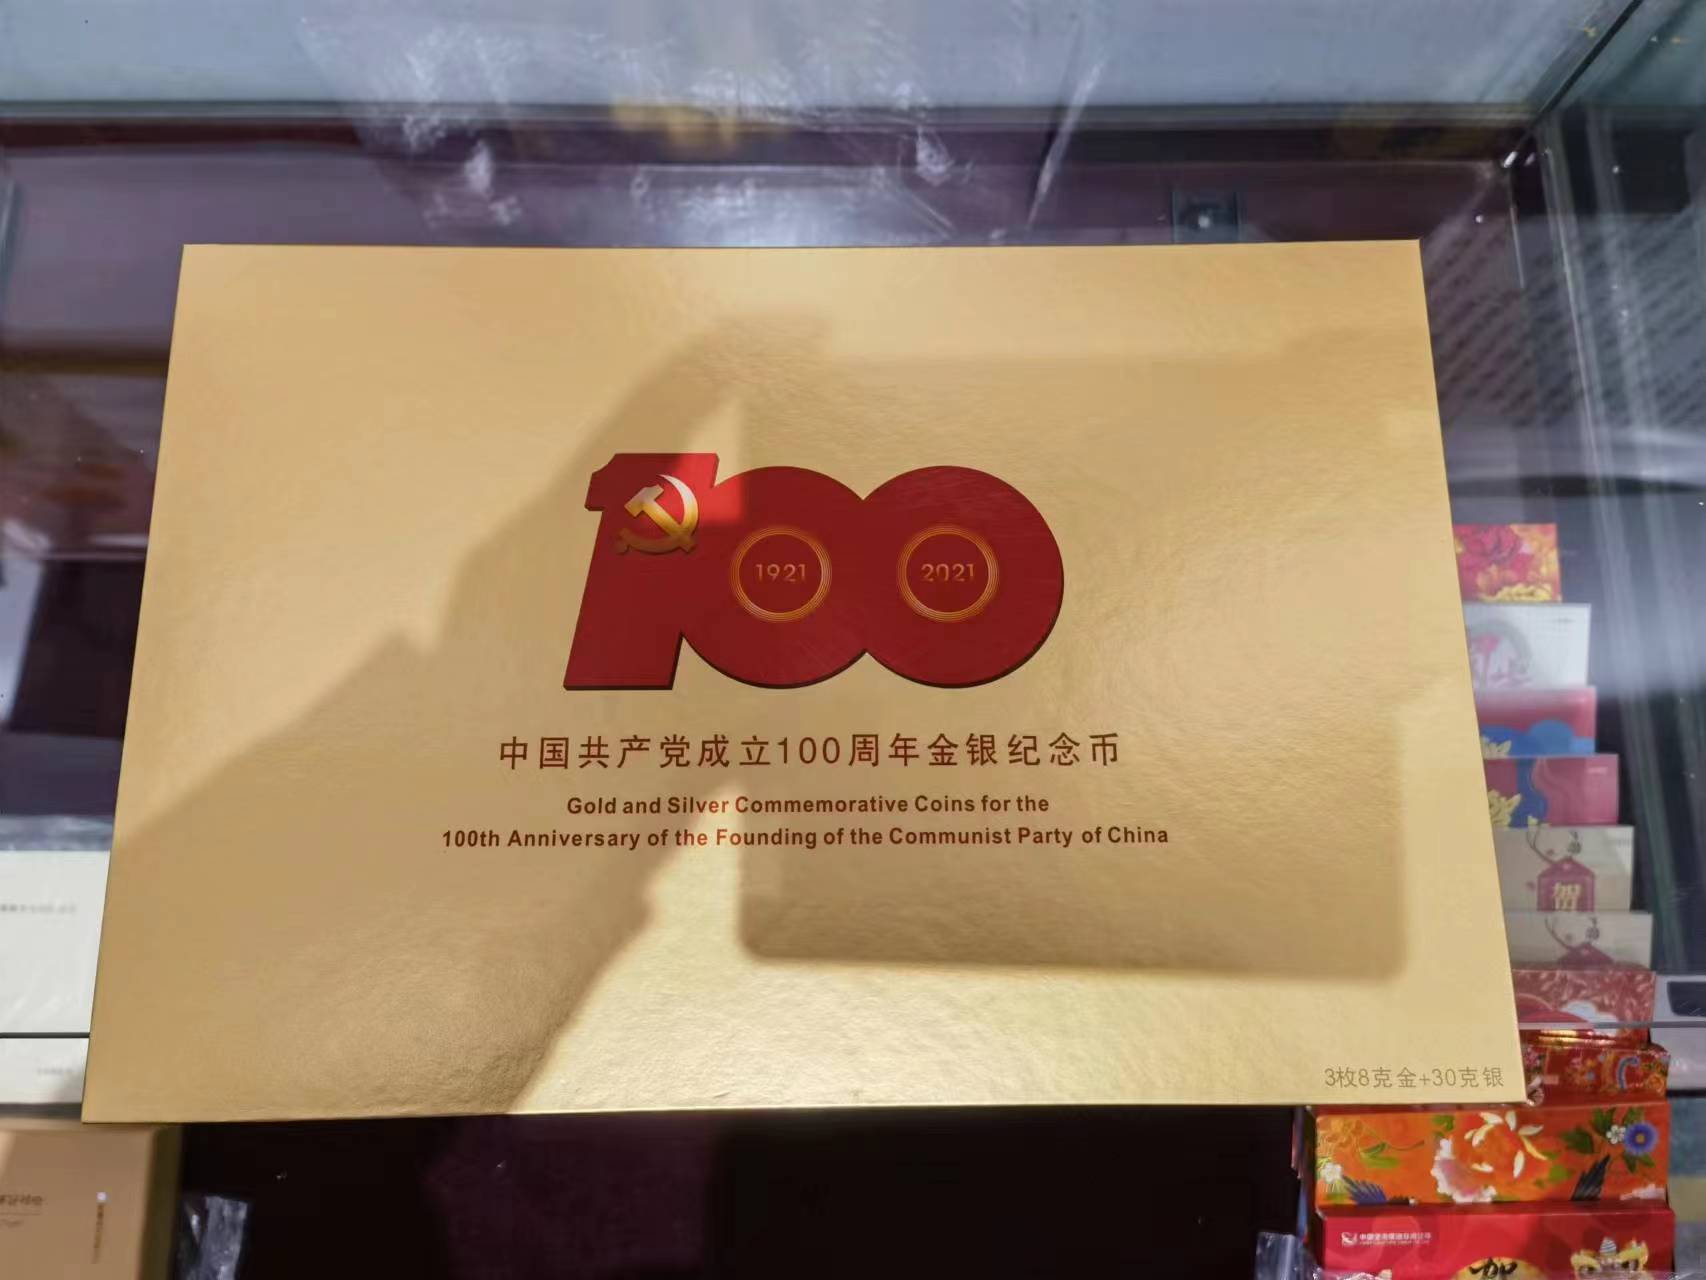 1921
2021
中国共产党成立100周年金银纪念币
Gold and Silver Commemorative Coins for the
100th Anniversary of the Founding of the Communist Party of China
3枚8克金+30克银
贺